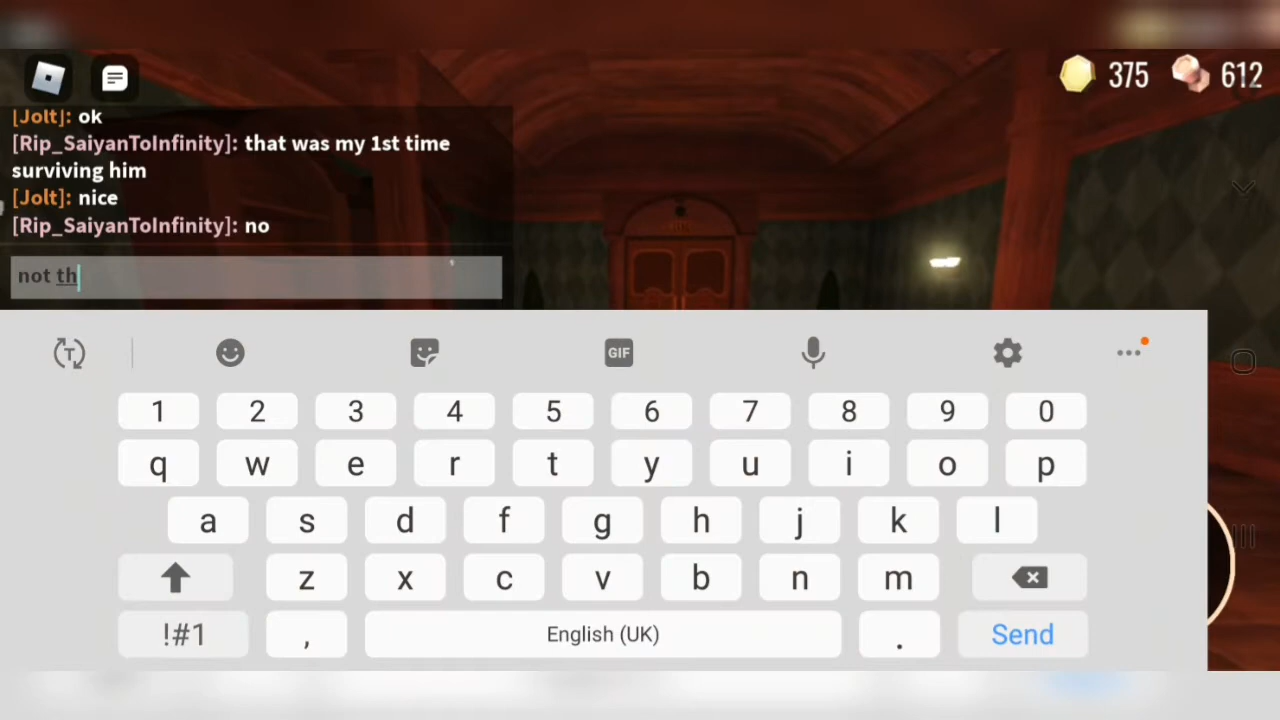 375 612
[Jolt]: ok
[Rip_SaiyanToInfinity]: that was my 1st time
surviving him
[Jolt]: nice
[Rip_SaiyanToInfinity]: no
not th
T GIF
1 2 3 4 5 6 7 8 9 0
q w e r t y u i o p
a s d f g h j k l
z x c v b n m
!#1 , English (UK) . Send